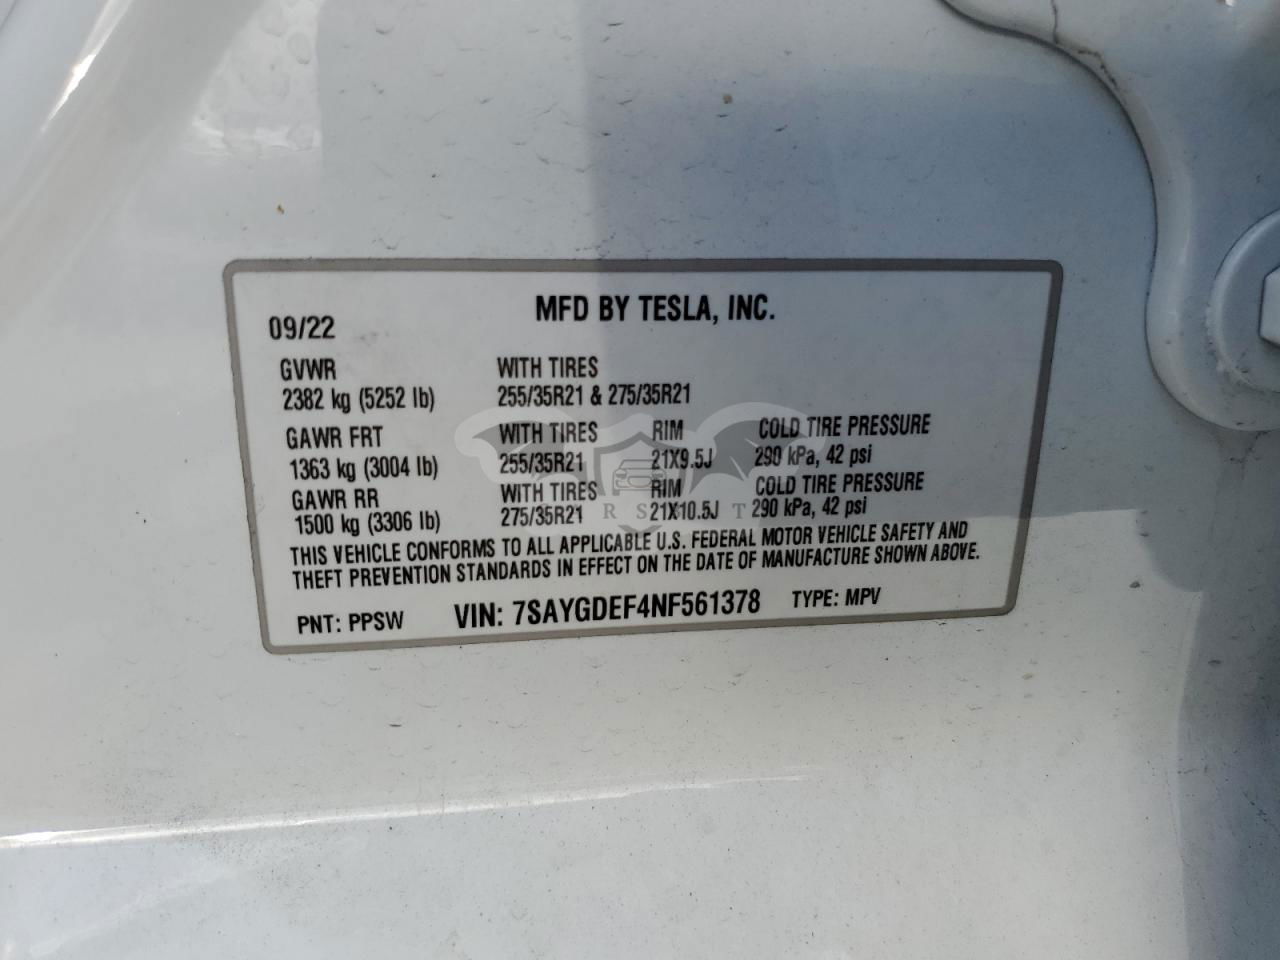 MFD BY TESLA, INC.
09/22
GVWR WITH TIRES
2382 kg (5252 lb) 255/35R21 & 275/35R21
GAWR FRT WITH TIRES RIM COLD TIRE PRESSURE
1363 kg (3004 lb) 255/35R21 21X9.5J 290 kPa, 42 psi
GAWR RR WITH TIRES RIM COLD TIRE PRESSURE
1500 kg (3306 lb) 275/35R21 21X10.5J 290 kPa, 42 psi
THIS VEHICLE CONFORMS TO ALL APPLICABLE U.S. FEDERAL MOTOR VEHICLE SAFETY AND
THEFT PREVENTION STANDARDS IN EFFECT ON THE DATE OF MANUFACTURE SHOWN ABOVE.
PNT: PPSW VIN: 7SAYGDEF4NF561378 TYPE: MPV